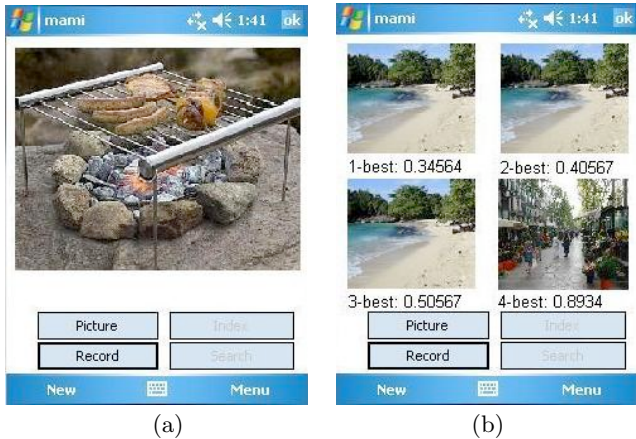 mami 1:41 ok
Picture Index
Record Search
New Menu
(a)
mami 1:41 ok
1-best: 0.34564 2-best: 0.40567
3-best: 0.50567 4-best: 0.8934
Picture Index
Record Search
New Menu
(b)